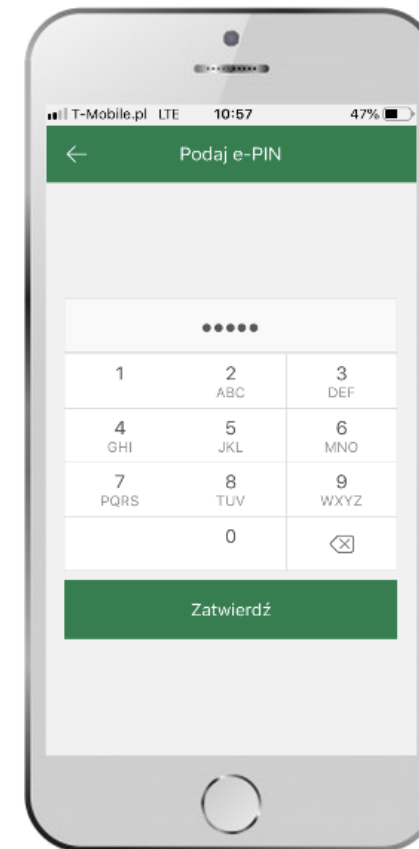 T-Mobile.pl LTE 10:57 47%
Podaj e-PIN
•••••
1 2 3
ABC DEF
4 5 6
GHI JKL MNO
7 8 9
PQRS TUV WXYZ
0
Zatwierdź